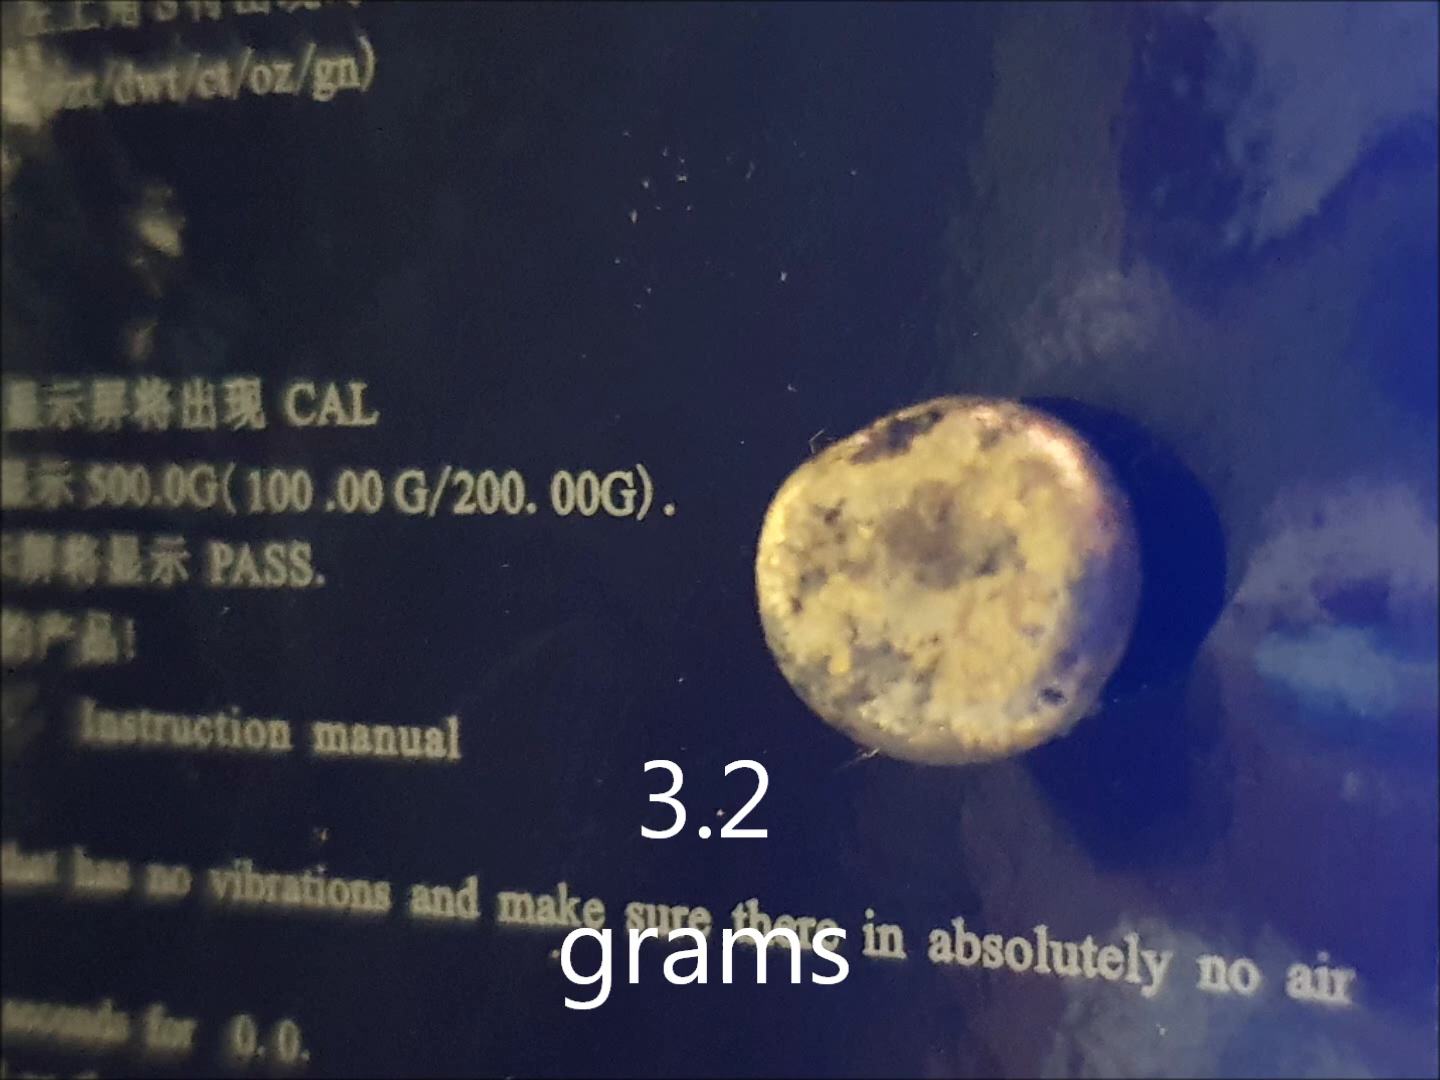 /dwt/ct/oz/gn)
示屏将出现 CAL
显示 500.0G( 100 .00 G/200. 00G) .
屏将显示 PASS.
产品!
Instruction manual
3.2
has no vibrations and make sure there in absolutely no air
grams
for 0.0.